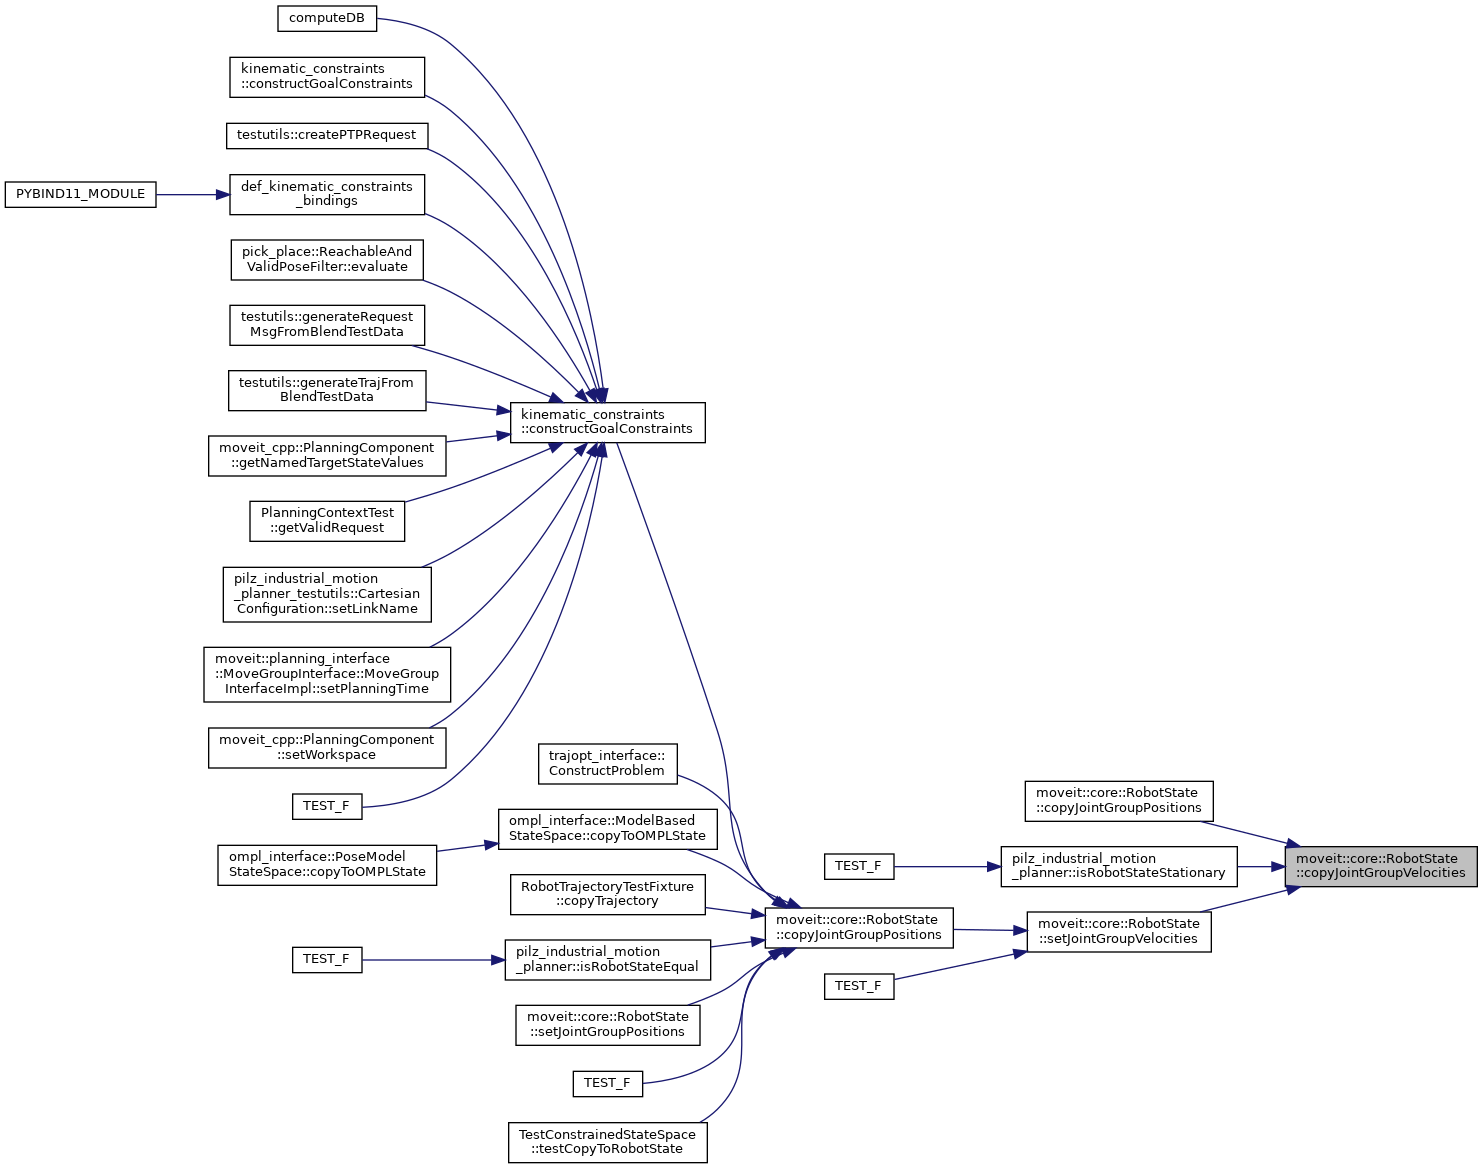 computeDB
kinematic_constraints
::constructGoalConstraints
testutils::createPTPRequest
PYBIND11_MODULE
def_kinematic_constraints
_bindings
pick_place::ReachableAnd
ValidPoseFilter::evaluate
testutils::generateRequest
MsgFromBlendTestData
testutils::generateTrajFrom
BlendTestData
kinematic_constraints
::constructGoalConstraints
moveit_cpp::PlanningComponent
::getNamedTargetStateValues
PlanningContextTest
::getValidRequest
pilz_industrial_motion
_planner_testutils::Cartesian
Configuration::setLinkName
moveit::planning_interface
::MoveGroupInterface::MoveGroup
InterfaceImpl::setPlanningTime
moveit_cpp::PlanningComponent
::setWorkspace
TEST_F
trajopt_interface::
ConstructProblem
ompl_interface::ModelBased
StateSpace::copyToOMPLState
ompl_interface::PoseModel
StateSpace::copyToOMPLState
RobotTrajectoryTestFixture
::copyTrajectory
pilz_industrial_motion
_planner::isRobotStateEqual
TEST_F
moveit::core::RobotState
::setJointGroupPositions
TEST_F
TestConstrainedStateSpace
::testCopyToRobotState
moveit::core::RobotState
::copyJointGroupPositions
TEST_F
TEST_F
moveit::core::RobotState
::copyJointGroupPositions
pilz_industrial_motion
_planner::isRobotStateStationary
moveit::core::RobotState
::setJointGroupVelocities
moveit::core::RobotState
::copyJointGroupVelocities